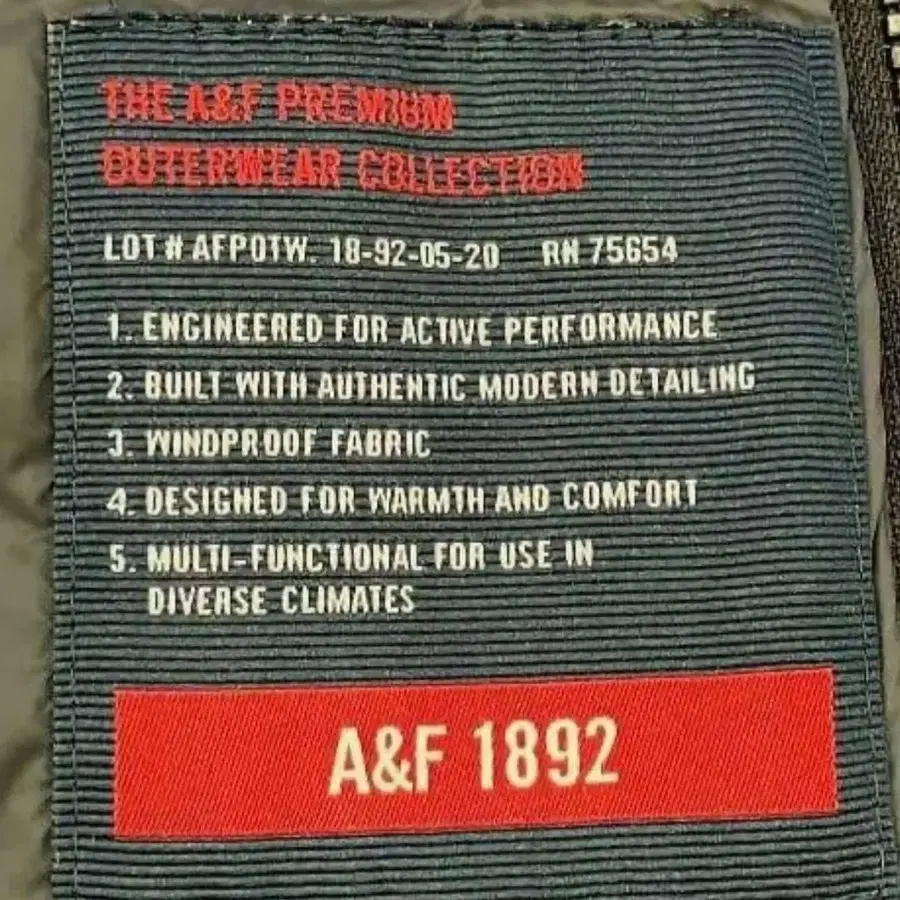 THE A&F PREMIUM
OUTERWEAR COLLECTION
LOT # AFPOTW. 18-92-05-20 RN 75654
1. ENGINEERED FOR ACTIVE PERFORMANCE
2. BUILT WITH AUTHENTIC MODERN DETAILING
3. WINDPROOF FABRIC
4. DESIGNED FOR WARMTH AND COMFORT
5. MULTI-FUNCTIONAL FOR USE IN
DIVERSE CLIMATES
A&F 1892